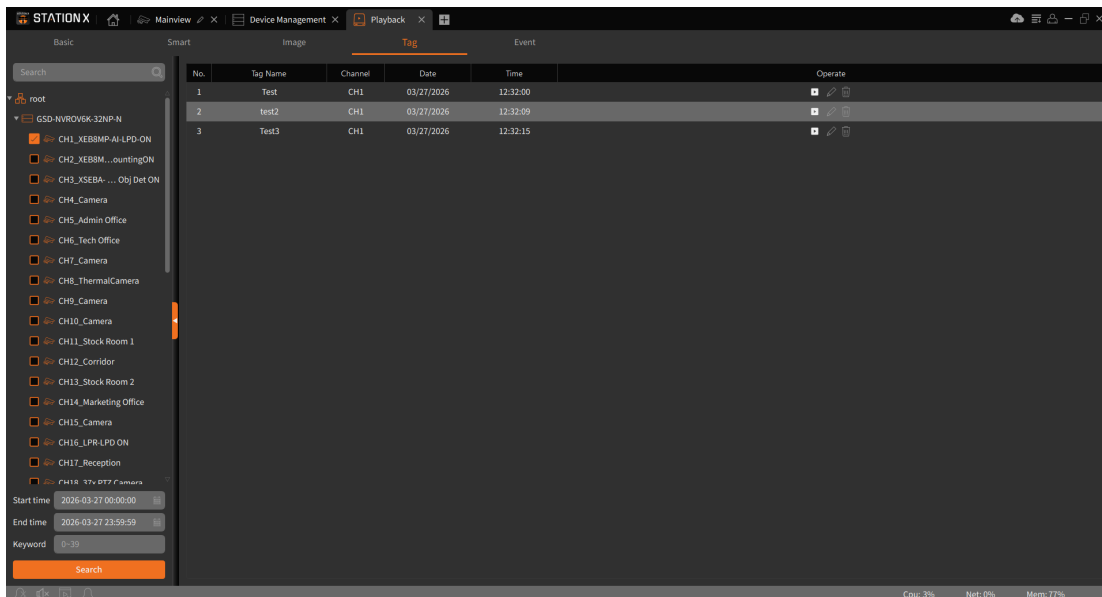 STATIONX Mainview Device Management Playback
Basic Smart Image Tag Event
Search
root
GSD-NVROV6K-32NP-N
CH1_XEB8MP-AI-LPD-ON
CH2_XEB8M...ountingON
CH3_XSEBA- ... Obj Det ON
CH4_Camera
CH5_Admin Office
CH6_Tech Office
CH7_Camera
CH8_ThermalCamera
CH9_Camera
CH10_Camera
CH11_Stock Room 1
CH12_Corridor
CH13_Stock Room 2
CH14_Marketing Office
CH15_Camera
CH16_LPR-LPD ON
CH17_Reception
CH18_37x PTZ Camera
Start time 2026-03-27 00:00:00
End time 2026-03-27 23:59:59
Keyword 0~39
Search
No. Tag Name Channel Date Time Operate
1 Test CH1 03/27/2026 12:32:00
2 test2 CH1 03/27/2026 12:32:09
3 Test3 CH1 03/27/2026 12:32:15
Cpu: 3% Net: 0% Mem: 77%